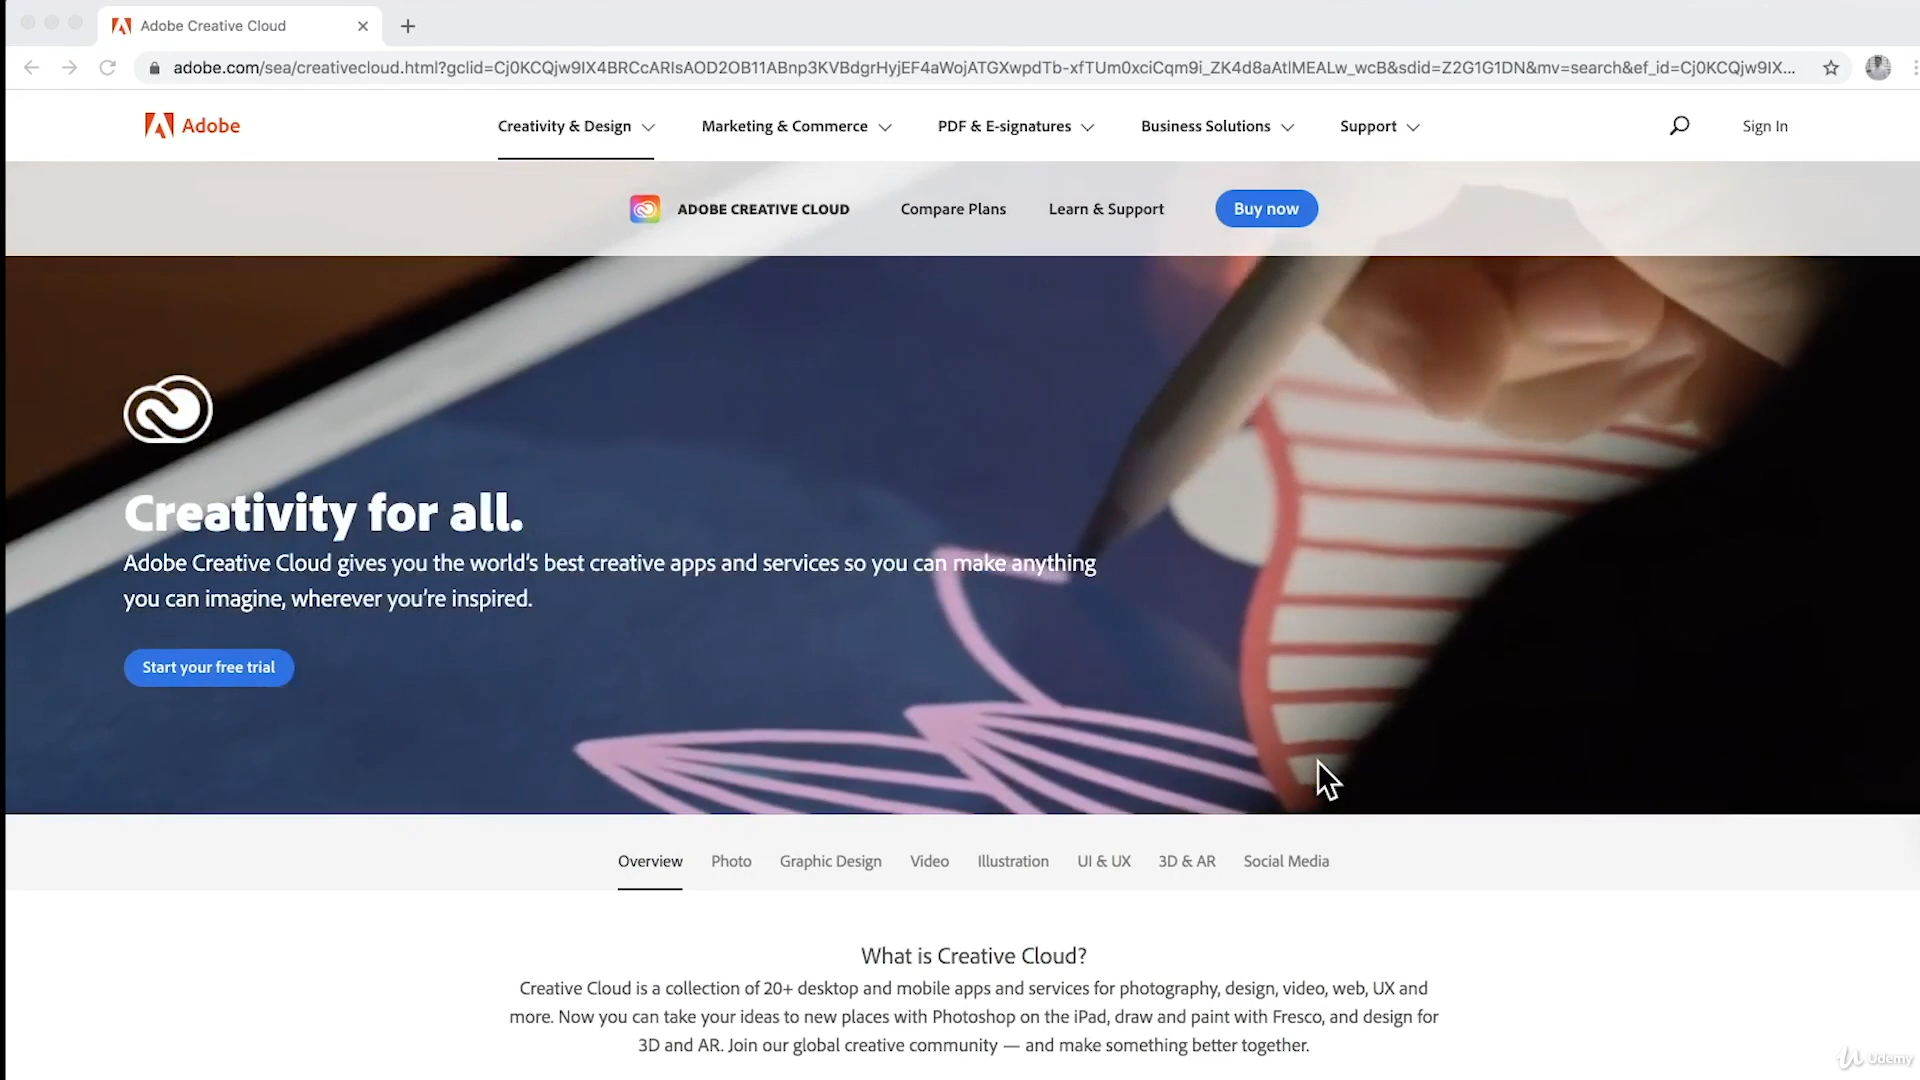 Adobe Creative Cloud
adobe.com/sea/creativecloud.html?gclid=Cj0KCQjw9IX4BRCcARIsAOD2OB11ABnp3KVBdgrHyjEF4aWojATGXwpdTb-xfTUm0xciCqm9i_ZK4d8aAtlMEALw_wcB&sdid=Z2G1G1DN&mv=search&ef_id=Cj0KCQjw9IX...
Adobe Creativity & Design Marketing & Commerce PDF & E-signatures Business Solutions Support Sign In
ADOBE CREATIVE CLOUD Compare Plans Learn & Support Buy now
Creativity for all.
Adobe Creative Cloud gives you the world's best creative apps and services so you can make anything
you can imagine, wherever you're inspired.
Start your free trial
Overview Photo Graphic Design Video Illustration UI & UX 3D & AR Social Media
What is Creative Cloud?
Creative Cloud is a collection of 20+ desktop and mobile apps and services for photography, design, video, web, UX and
more. Now you can take your ideas to new places with Photoshop on the iPad, draw and paint with Fresco, and design for
3D and AR. Join our global creative community — and make something better together.
Udemy